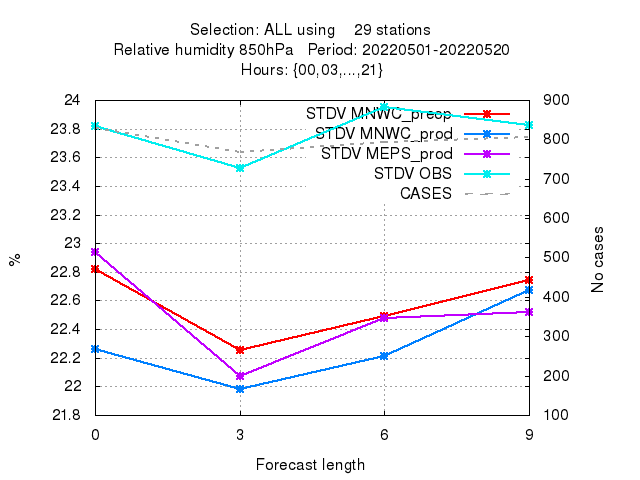 Selection: ALL using 29 stations
Relative humidity 850hPa Period: 20220501-20220520
Hours: {00,03,...,21}
STDV MNWC_preop
STDV MNWC_prod
STDV MEPS_prod
STDV OBS
CASES
24
23.8
23.6
23.4
23.2
23
22.8
22.6
22.4
22.2
22
21.8
%
900
800
700
600
500
400
300
200
100
No cases
0 3 6 9
Forecast length